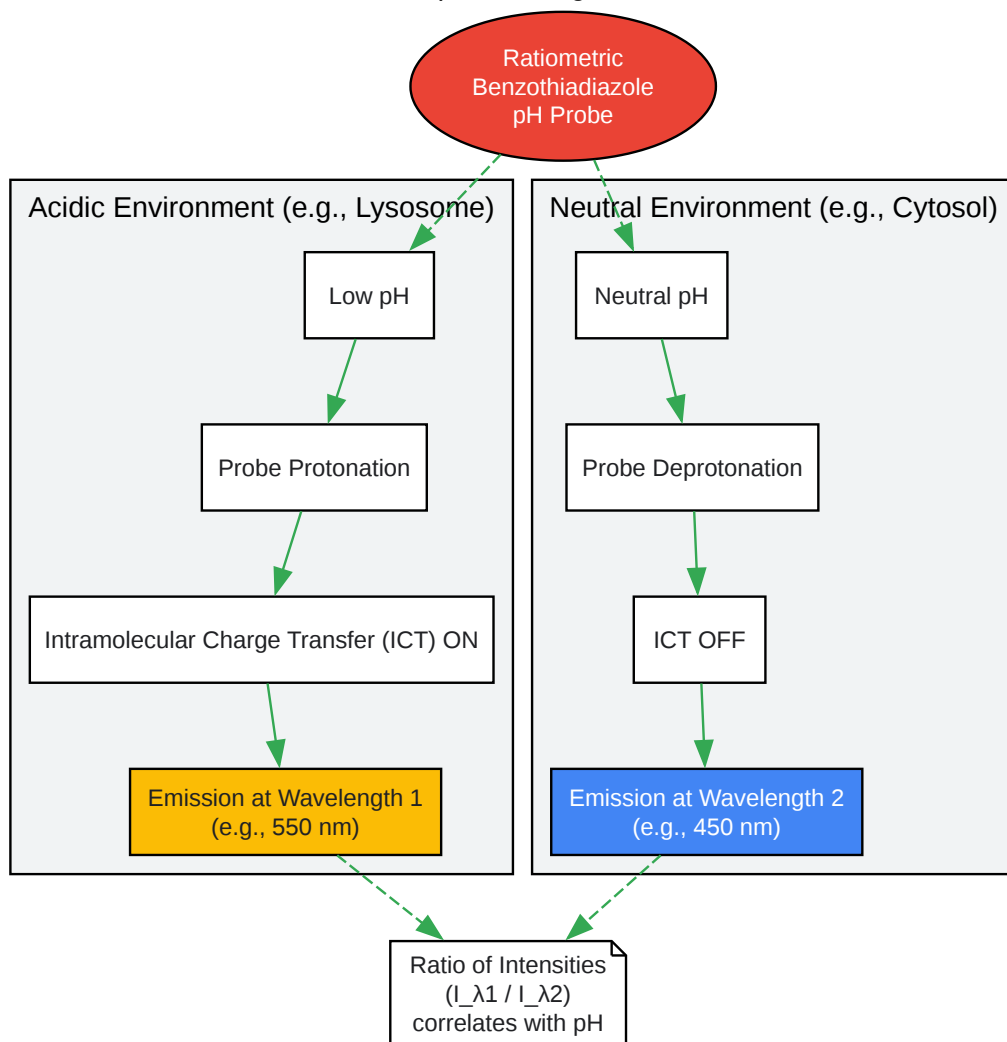 Ratiometric
Benzothiadiazole
pH Probe
Acidic Environment (e.g., Lysosome)
Low pH
Probe Protonation
Intramolecular Charge Transfer (ICT) ON
Emission at Wavelength 1
(e.g., 550 nm)
Neutral Environment (e.g., Cytosol)
Neutral pH
Probe Deprotonation
ICT OFF
Emission at Wavelength 2
(e.g., 450 nm)
Ratio of Intensities
(I_λ1 / I_λ2)
correlates with pH